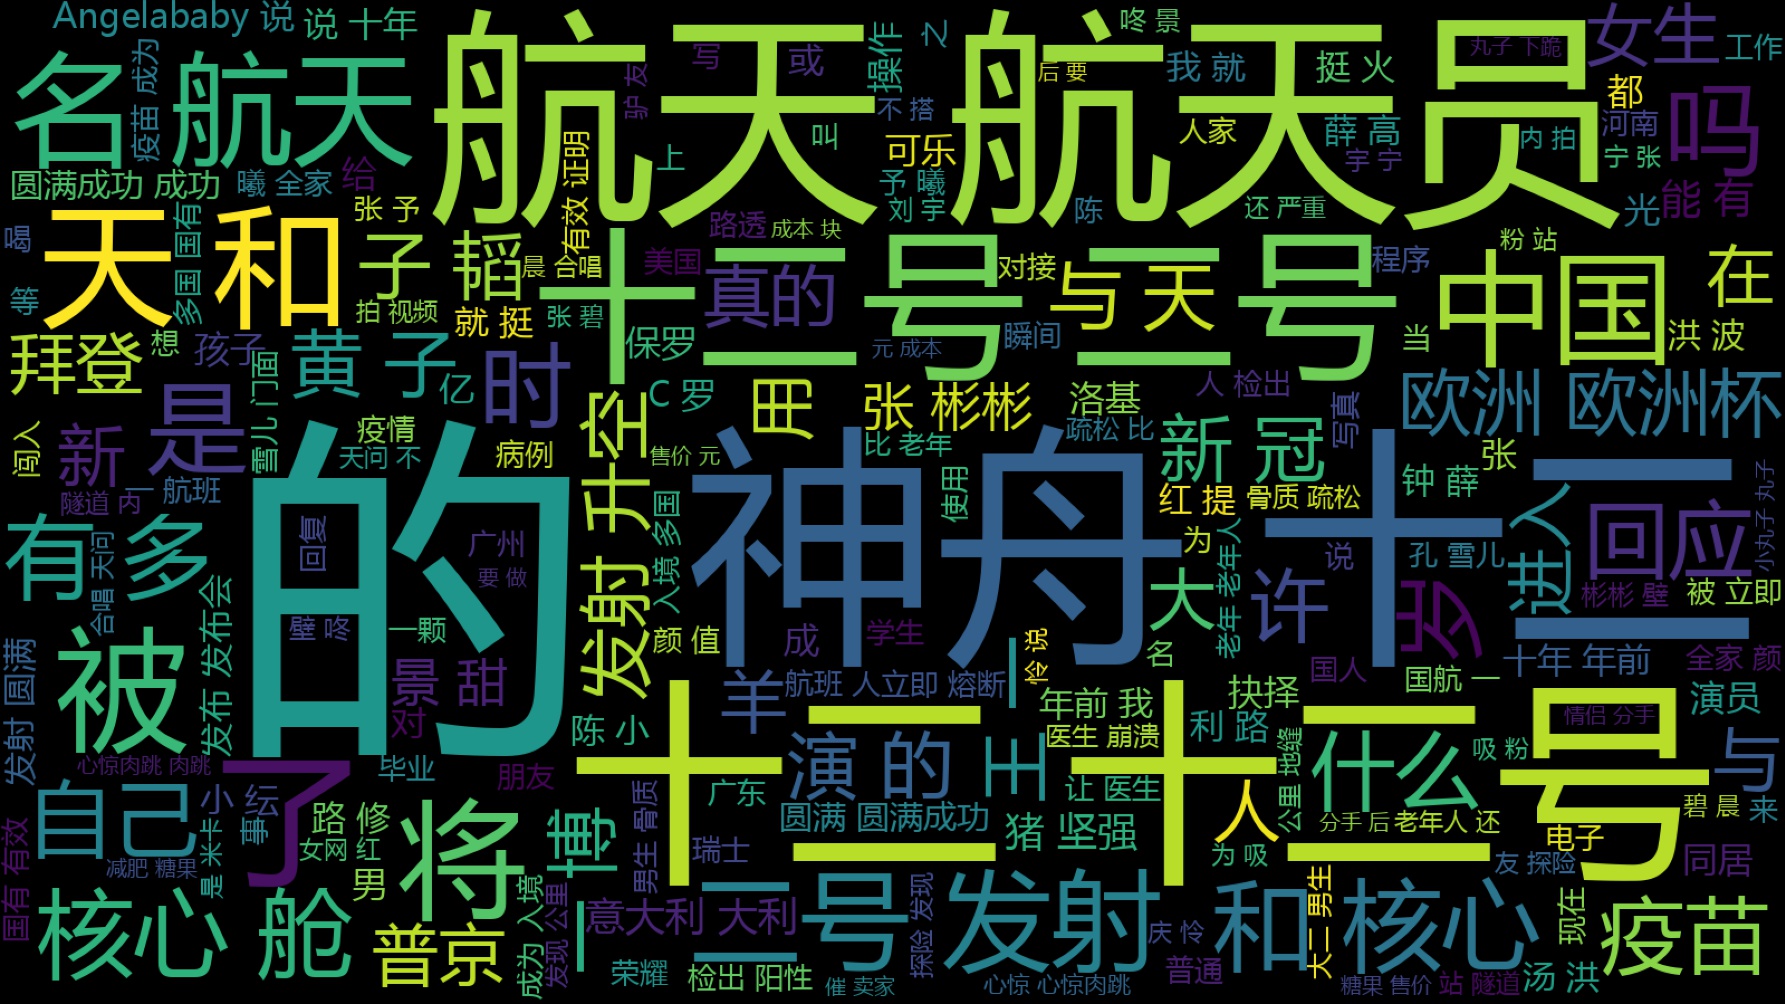 Angelababy 说
说 十年
航天 航天员
咚 景
女生
工作
丸子 下跪
名 航天
疫苗 成为
驴 友
写
或
操作
之
后 要
我 就
挺 火
都
吗
不 搭
叫
上
可乐
人家
薛 高
河南
内 拍
宇 宁
宁 张
圆满成功 成功
曦 全家
给
有效 证明
予 曦
刘 宇
陈
还 严重
光
能 有
张 予
喝
天和
多国 国有
子 韬
路透
成本 块
十二号 二号
真的
美国
晨 合唱
对接
与 天
程序
粉 站
中国
在
等
拍 视频
就 挺
张 碧
保罗
元 成本
瞬间
当
洪 波
拜登
想
孩子
黄 子
亿
时
C 罗
用
张 彬彬
洛基
人 检出
欧洲 欧洲杯
闯入
新
是
雪儿 门面
疫情
天问 不
病例
发射 升空
售价 元
比 老年
疏松 比
新 冠
写真
钟 薛
张
隧道 内
一 航班
的
神舟 十二
使用
红 提
骨质 疏松
小丸子 丸子
有 多
合唱 天问
回复
广州
要 做
入境 多国
为
大
老年 老年人
说
孔 雪儿
进入
回应
发布 发布会
壁 咚
一颗
颜 值
成
学生
许
岁
彬彬 壁
被 立即
发射 圆满
被
景 甜
对
羊
航班 人立即 熔断
一
怜 说
名
国人
国航 一
十年 年前
全家 颜
陈 小
年前 我
抉择
利 路
演员
情侣 分手
心惊肉跳 肉跳
了
毕业
朋友
十二 十二号
演 的
王
医生 崩溃
让 医生
公里 地缝
什么
吸 粉
与
自己
小 纭
事
路 修
女囡 红
将
博
男生 骨质
广东
瑞士
圆满 圆满成功
猪 坚强
人
为 吸
分手 后
老年人 还
电子
碧 晨
来
国有 有效
减肥 糖果
是 米卡
男
友 探险
同居
核心 舱
普京
成为 入境
发现 公里
一
意大利 大利
荣耀
检出 阳性
二号
催 卖家
探险 发现
发射
心惊 心惊肉跳
庆 怜
普通
和 核心
大二 男生
糖果 售价
站 隧道
现在
汤 洪
疫苗